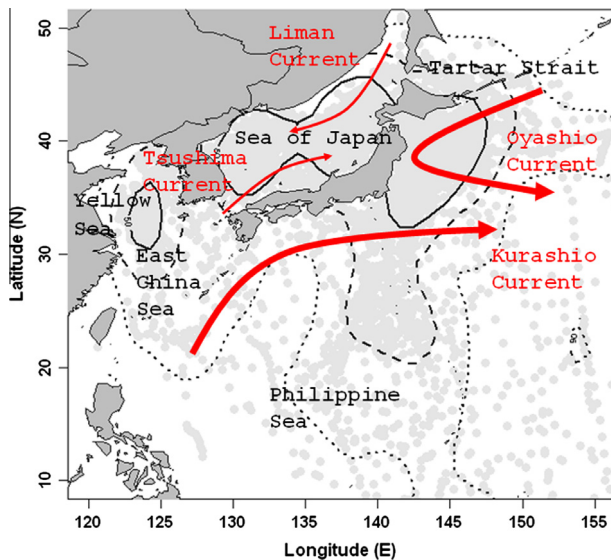 50
40
30
20
10
Latitude (N)
Liman
Current
Tartar Strait
Sea of Japan
Oyashio
Current
Tsushima
Current
Yellow
Sea
50
East
China
Sea
Kurashio
Current
Philippine
Sea
120
125
130
135
140
145
150
155
Longitude (E)